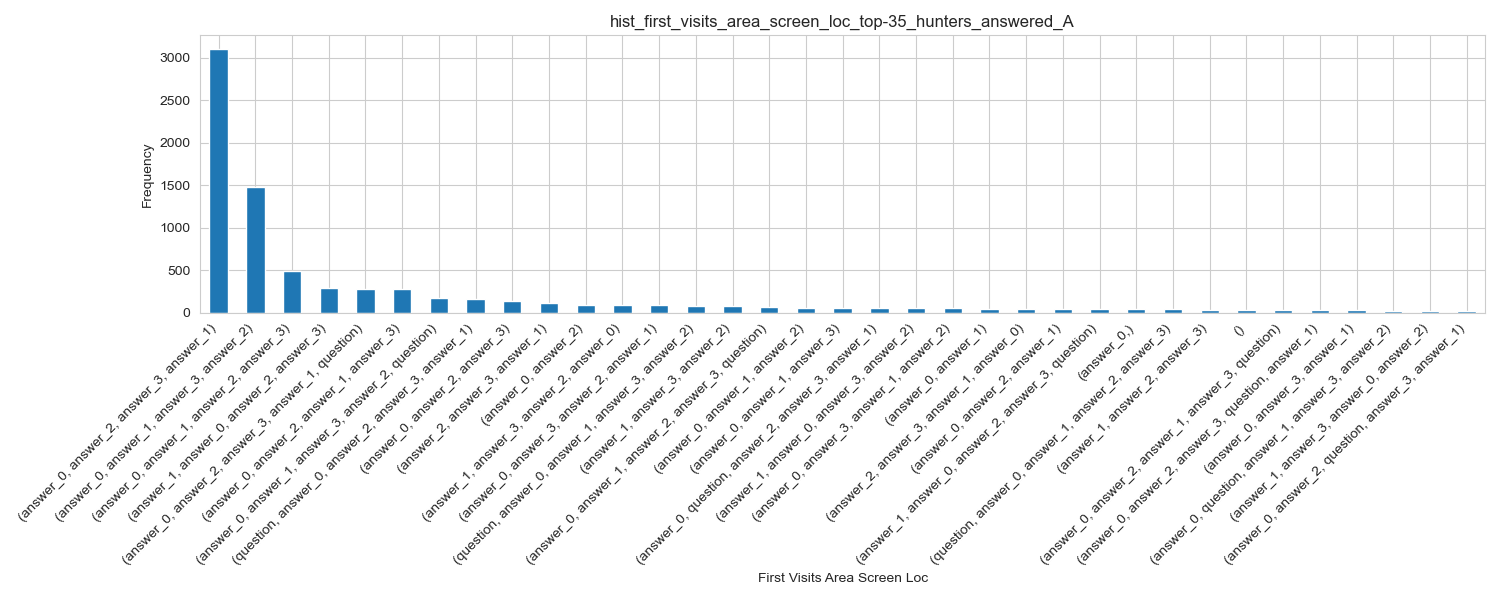 hist_first_visits_area_screen_loc_top-35_hunters_answered_A
3000
2500
2000
1500
1000
500
0
Frequency
(answer_0, answer_2, answer_3, answer_1)
(answer_0, answer_1, answer_3, answer_2)
(answer_0, answer_1, answer_2, answer_3)
(answer_1, answer_0, answer_2, answer_3)
(answer_0, answer_2, answer_3, answer_1, question)
(answer_0, answer_2, answer_1, answer_3)
(answer_0, answer_1, answer_3, answer_2, question)
(question, answer_0, answer_2, answer_3, answer_1)
(answer_0, answer_2, answer_3)
(answer_2, answer_3, answer_1)
(answer_0, answer_2)
(answer_1, answer_3, answer_2, answer_0)
(answer_0, answer_3, answer_2, answer_1)
(question, answer_0, answer_1, answer_3, answer_2)
(answer_1, answer_3, answer_2)
(answer_0, answer_1, answer_2, answer_3, question)
(answer_0, answer_1, answer_2)
(answer_0, answer_1, answer_3)
(answer_0, question, answer_2, answer_3, answer_1)
(answer_1, answer_0, answer_3, answer_2)
(answer_0, answer_3, answer_1, answer_2)
(answer_0, answer_1)
(answer_2, answer_3, answer_1, answer_0)
(answer_0, answer_2, answer_1)
(answer_1, answer_0, answer_2, answer_3, question)
(answer_0,)
(question, answer_0, answer_1, answer_2, answer_3)
(answer_1, answer_2, answer_3)
()
(answer_0, answer_2, answer_1, answer_3, question)
(answer_0, answer_2, answer_3, question, answer_1)
(answer_0, answer_3, answer_1)
(answer_0, question, answer_1, answer_3, answer_2)
(answer_1, answer_3, answer_0, answer_2)
(answer_0, answer_2, question, answer_3, answer_1)
First Visits Area Screen Loc